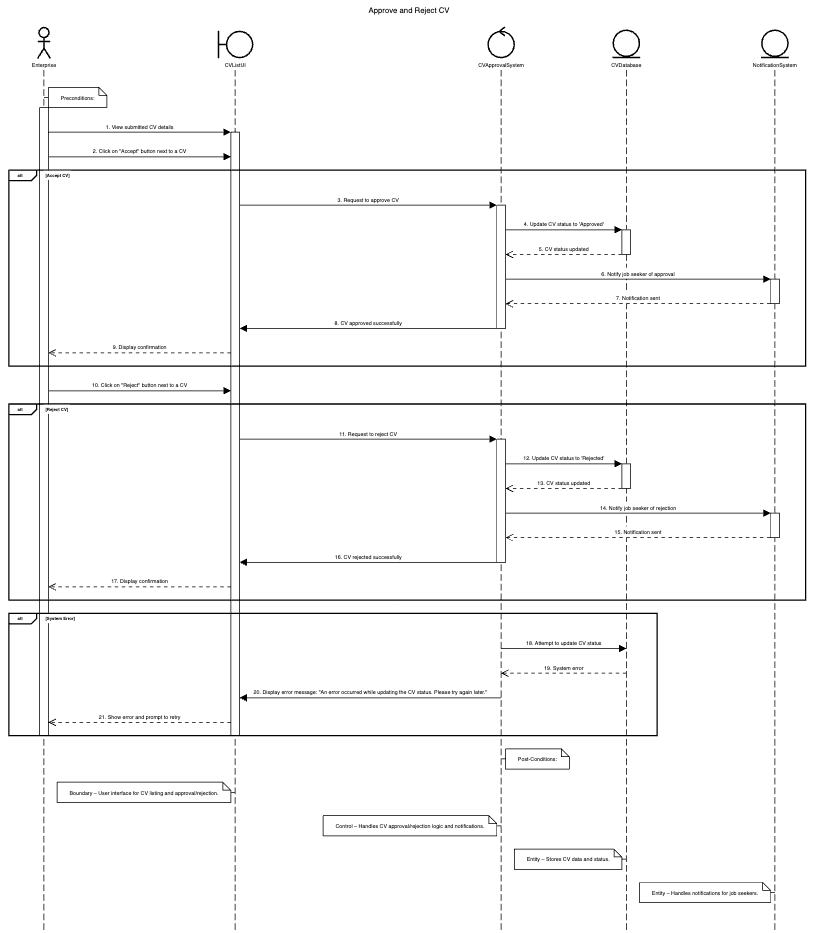 Approve and Reject CV
Enterprise
CVListUI
CVApprovalSystem
CVDatabase
NotificationSystem
Preconditions:
1. View submitted CV details
2. Click on "Accept" button next to a CV
alt
[Accept CV]
3. Request to approve CV
4. Update CV status to 'Approved'
5. CV status updated
6. Notify job seeker of approval
7. Notification sent
8. CV approved successfully
9. Display confirmation
10. Click on "Reject" button next to a CV
alt
[Reject CV]
11. Request to reject CV
12. Update CV status to 'Rejected'
13. CV status updated
14. Notify job seeker of rejection
15. Notification sent
16. CV rejected successfully
17. Display confirmation
alt
[System Error]
18. Attempt to update CV status
19. System error
20. Display error message: "An error occurred while updating the CV status. Please try again later."
21. Show error and prompt to retry
Post-Conditions:
Boundary – User interface for CV listing and approval/rejection.
Control – Handles CV approval/rejection logic and notifications.
Entity – Stores CV data and status.
Entity – Handles notifications for job seekers.